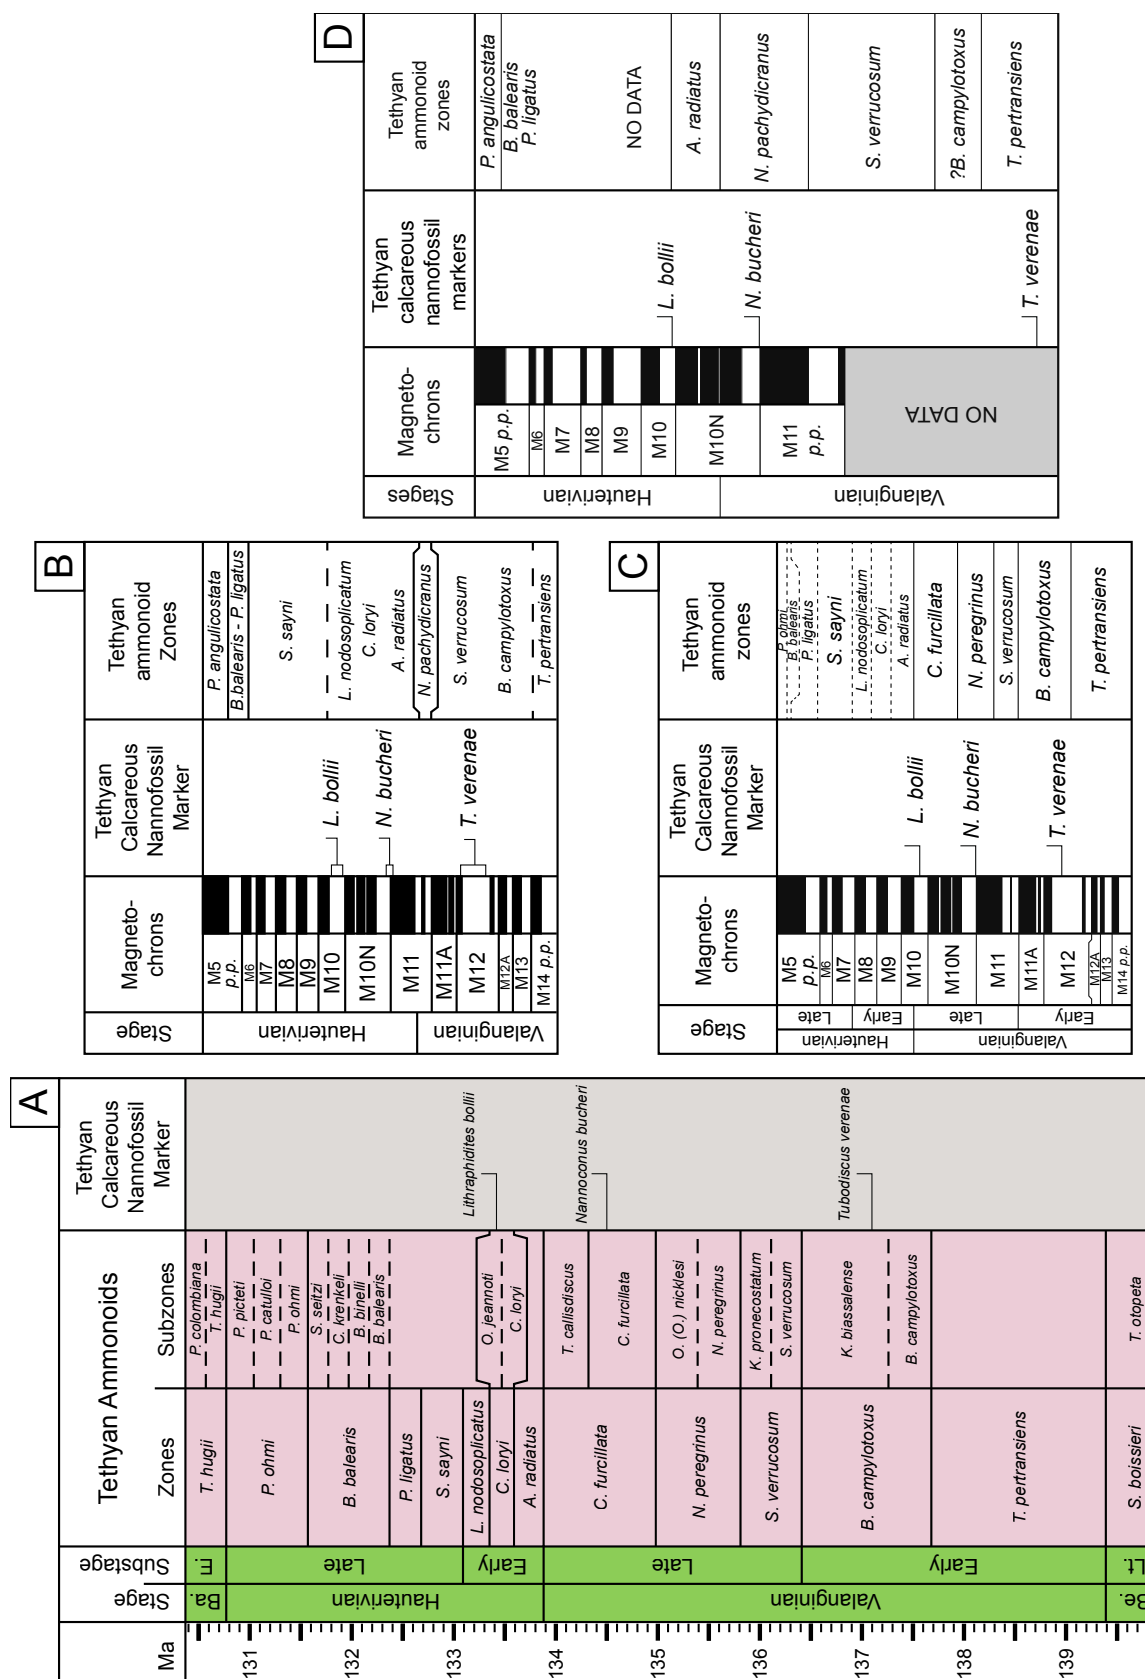 A
Ma
Stage
Substage
Tethyan Ammonoids
Zones
Subzones
Tethyan
Calcareous
Nannofossil
Marker
131
132
133
134
135
136
137
138
139
Ba.
Hauterivian
Valanginian
Be.
E.
Late
Early
Late
Early
Lt.
T. hugii
P. ohmi
B. balearis
P. ligatus
S. sayni
L. nodosoplicatus
C. loryi
A. radiatus
C. furcillata
N. peregrinus
S. verrucosum
B. campylotoxus
T. pertransiens
S. boissieri
P. colombiana
T. hugii
P. picteti
P. catulloi
P. ohmi
S. seitzi
C. krenkeli
B. binelli
B. balearis
O. jeannoti
C. loryi
T. callisdiscus
C. furcillata
O. (O.) nicklesi
N. peregrinus
K. pronecostatum
S. verrucosum
K. biassalense
B. campylotoxus
T. otopeta
Lithraphidites bollii
Nannoconus bucheri
Tubodiscus verenae
B
Stage
Magneto-
chrons
Tethyan
Calcareous
Nannofossil
Marker
Tethyan
ammonoid
Zones
Hauterivian
Valanginian
M5
p.p.
M6
M7
M8
M9
M10
M10N
M11
M11A
M12
M12A
M13
M14 p.p.
L. bollii
N. bucheri
T. verenae
P. angulicostata
B.balearis - P. ligatus
S. sayni
L. nodosoplicatum
C. loryi
A. radiatus
N. pachydicranus
S. verrucosum
B. campylotoxus
T. pertransiens
C
Stage
Magneto-
chrons
Tethyan
Calcareous
Nannofossil
Marker
Tethyan
ammonoid
zones
Hauterivian
Valanginian
Late
Early
Late
Early
M5
p.p.
M6
M7
M8
M9
M10
M10N
M11
M11A
M12
M12A
M13
M14 p.p.
L. bollii
N. bucheri
T. verenae
P. ohmi
B. balearis
P. ligatus
S. sayni
L. nodosoplicatum
C. loryi
A. radiatus
C. furcillata
N. peregrinus
S. verrucosum
B. campylotoxus
T. pertransiens
D
Stages
Magneto-
chrons
Tethyan
calcareous
nannofossil
markers
Tethyan
ammonoid
zones
Hauterivian
Valanginian
M5 p.p.
M6
M7
M8
M9
M10
M10N
M11
p.p.
NO DATA
L. bollii
N. bucheri
T. verenae
P. angulicostata
B. balearis
P. ligatus
NO DATA
A. radiatus
N. pachydicranus
S. verrucosum
?B. campylotoxus
T. pertransiens